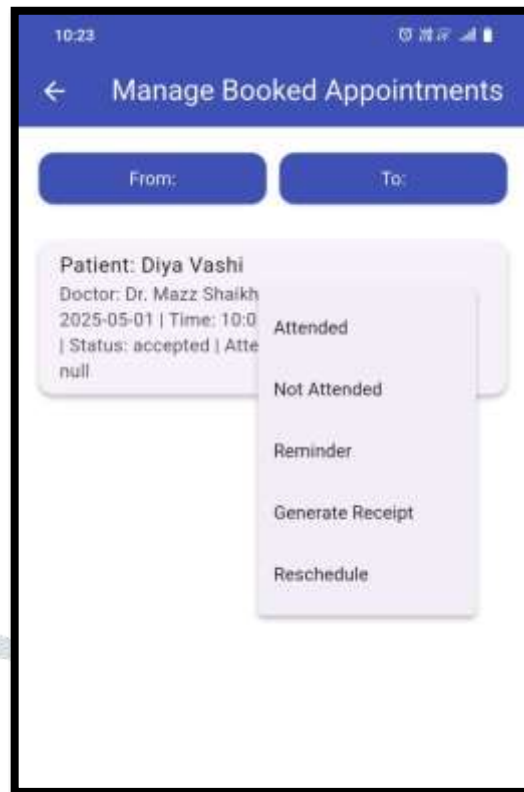 10:23
Manage Booked Appointments
From:
To:
Patient: Diya Vashi
Doctor: Dr. Mazz Shaikh
2025-05-01 | Time: 10:0
| Status: accepted | Atte
null
Attended
Not Attended
Reminder
Generate Receipt
Reschedule